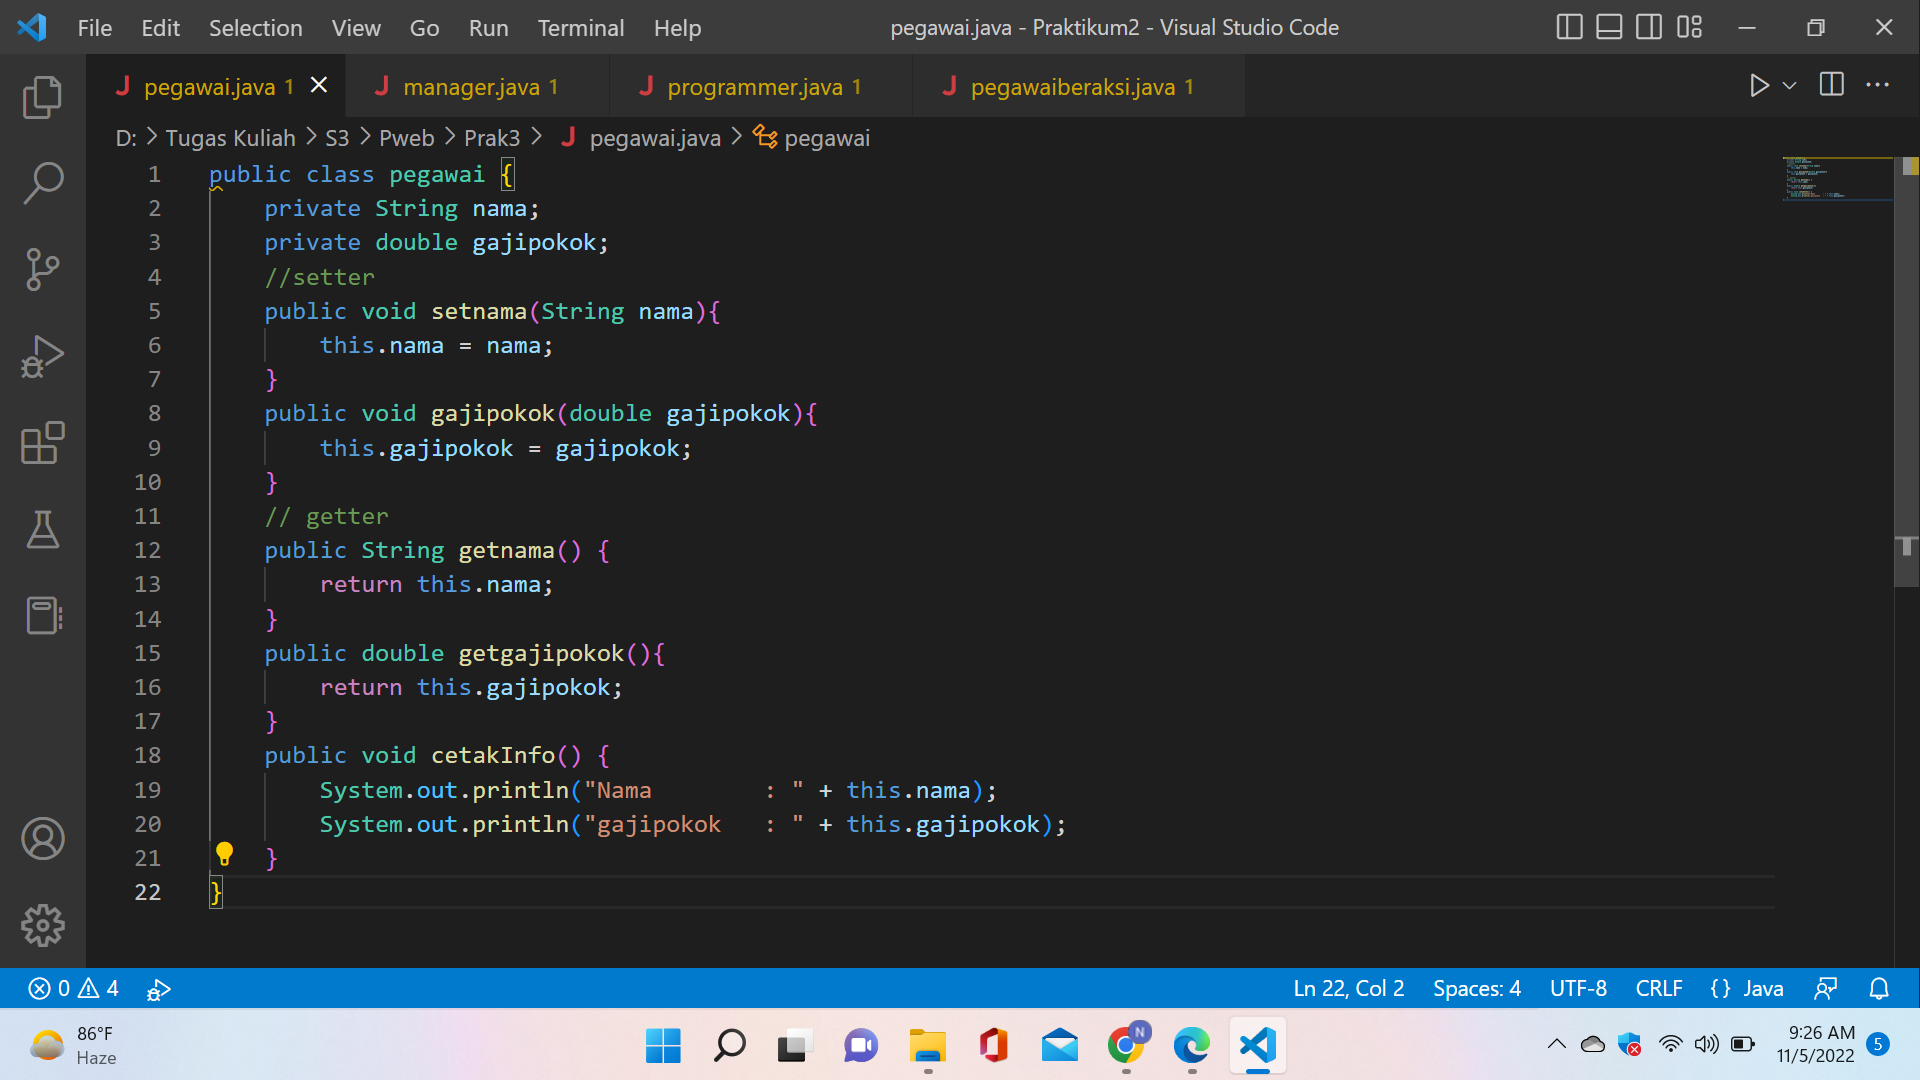 File Edit Selection View Go Run Terminal Help pegawai.java - Praktikum2 - Visual Studio Code
pegawai.java 1 manager.java 1 programmer.java 1 pegawaiberaksi.java 1
D: > Tugas Kuliah > S3 > Pweb > Prak3 > pegawai.java > pegawai
1 public class pegawai {
2     private String nama;
3     private double gajipokok;
4     //setter
5     public void setnama(String nama){
6         this.nama = nama;
7     }
8     public void gajipokok(double gajipokok){
9         this.gajipokok = gajipokok;
10     }
11     // getter
12     public String getnama() {
13         return this.nama;
14     }
15     public double getgajipokok(){
16         return this.gajipokok;
17     }
18     public void cetakInfo() {
19         System.out.println("Nama        : " + this.nama);
20         System.out.println("gajipokok   : " + this.gajipokok);
21     }
22 }
0 4 Ln 22, Col 2 Spaces: 4 UTF-8 CRLF {} Java
86°F
Haze
N
9:26 AM
11/5/2022
5